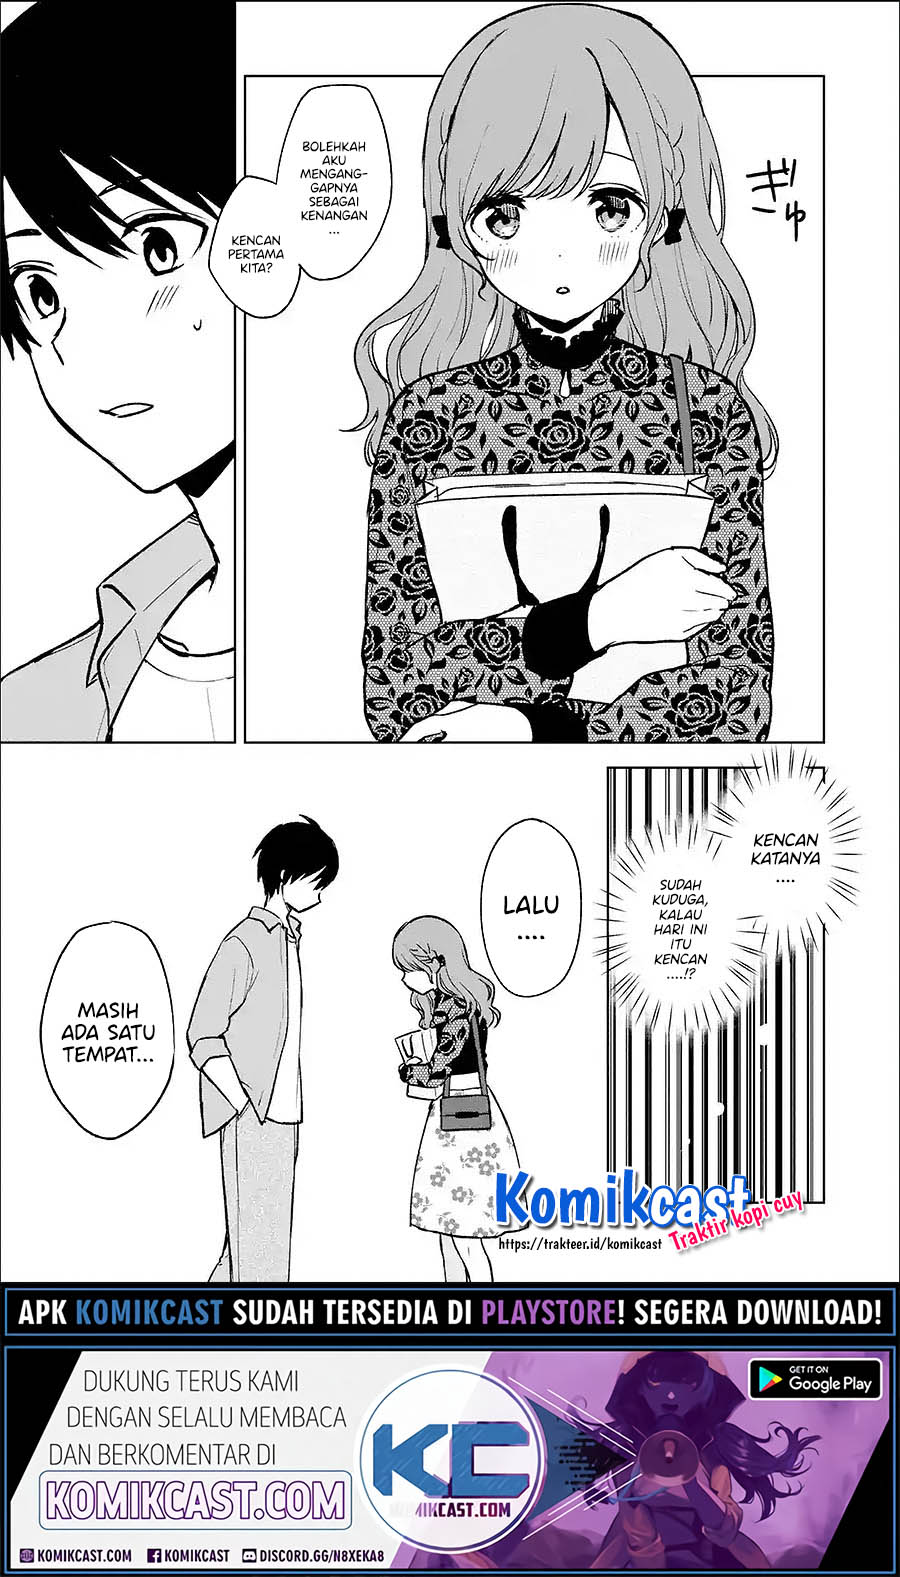 BOLEHKAH
AKU
MENGANG-
GAPNYA
SEBAGAI
KENANGAN
...
KENCAN
PERTAMA
KITA?
ぎゅ
KENCAN
KATANYA
....
SUDAH
KUDUGA,
KALAU
HARI INI
ITU
KENCAN
....!?
LALU
....
MASIH
ADA SATU
TEMPAT...
Komikcast
Traktir kopi cuy
https://trakteer.id/komikcast
APK KOMIKCAST SUDAH TERSEDIA DI PLAYSTORE! SEGERA DOWNLOAD!
DUKUNG TERUS KAMI
DENGAN SELALU MEMBACA
DAN BERKOMENTAR DI
KOMIKCAST.COM
KOMIKCAST.COM KOMIKCAST DISCORD.GG/N8XEKA8
KC
KOMIKCAST.COM
GET IT ON
Google Play